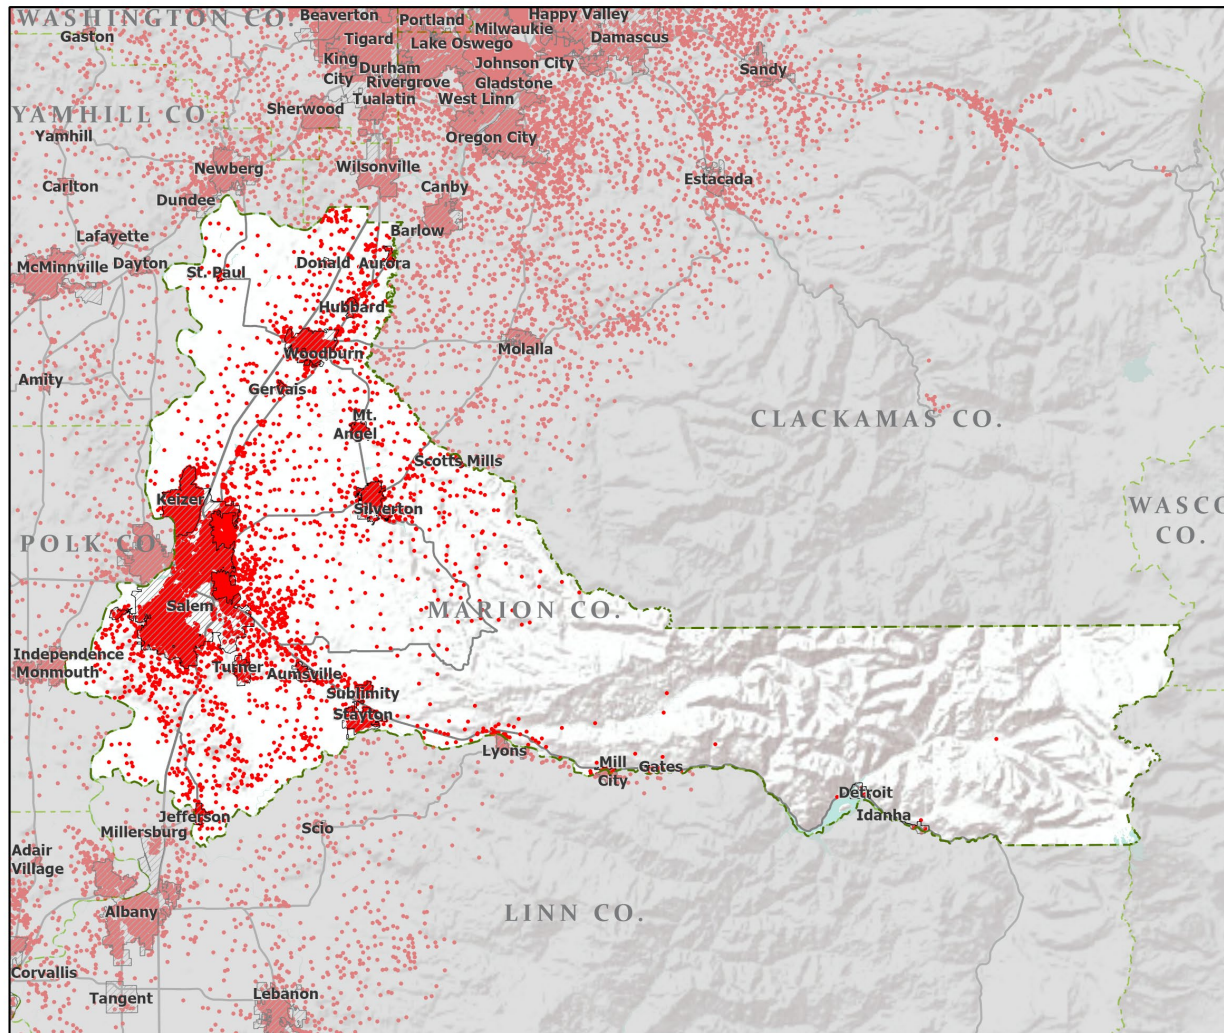 WASHINGTON CO.
Beaverton
Portland
Happy Valley
Milwaukie
Gaston
Tigard
Lake Oswego
Damascus
King
City
Durham
Johnson City
Sandy
Rivergrove
Gladstone
Tualatin
West Linn
Sherwood
YAMHILL CO.
Yamhill
Oregon City
Newberg
Wilsonville
Carlton
Canby
Estacada
Dundee
Lafayette
Barlow
McMinnville
Dayton
St. Paul
Donald
Aurora
Hubbard
Woodburn
Molalla
Amity
Gervais
Mt.
Angel
CLACKAMAS CO.
Scotts Mills
Keizer
Silverton
WASCO
CO.
POLK CO.
Salem
MARION CO.
Independence
Monmouth
Turner
Aumsville
Sublimity
Stayton
Lyons
Mill
City
Gates
Detroit
Idanha
Jefferson
Millersburg
Scio
Adair
Village
Albany
LINN CO.
Corvallis
Tangent
Lebanon